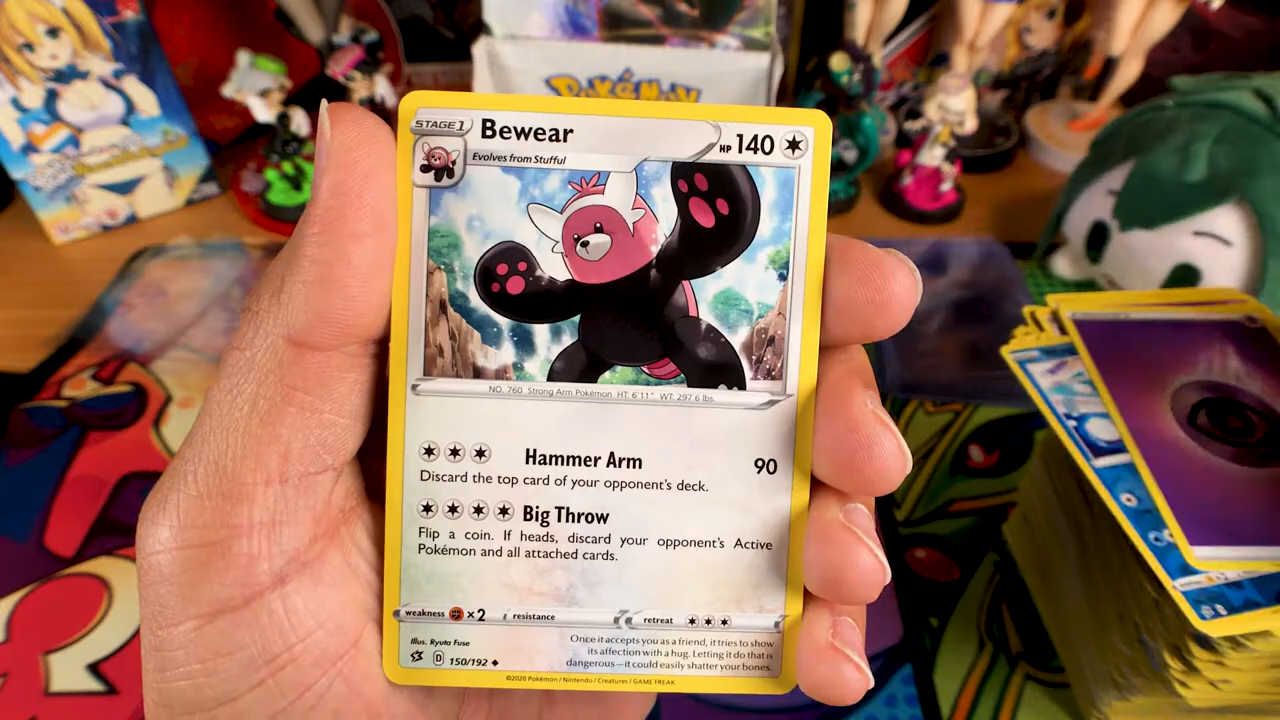 Pokémon
STAGE 1
Bewear
HP 140
Evolves from Stufful
NO. 760 Strong Arm Pokémon HT: 6'11" WT: 297.6 lbs.
Hammer Arm 90
Discard the top card of your opponent's deck.
Big Throw
Flip a coin. If heads, discard your opponent's Active
Pokémon and all attached cards.
weakness ×2 resistance retreat
Illus. Ryuta Fuse
D 150/192
Once it accepts you as a friend, it tries to show
its affection with a hug. Letting it do that is
dangerous—it could easily shatter your bones.
©2020 Pokémon / Nintendo / Creatures / GAME FREAK